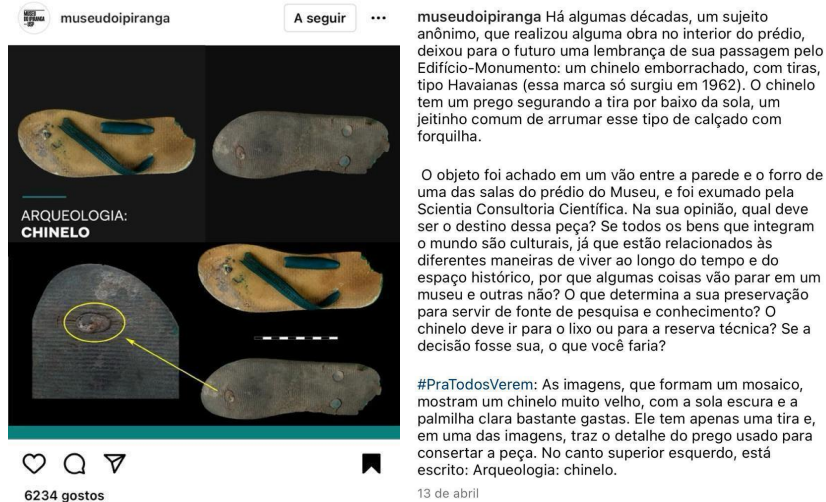 museudoipiranga
A seguir
ARQUEOLOGIA:
CHINELO
6234 gostos
museudoipiranga Há algumas décadas, um sujeito
anônimo, que realizou alguma obra no interior do prédio,
deixou para o futuro uma lembrança de sua passagem pelo
Edifício-Monumento: um chinelo emborrachado, com tiras,
tipo Havaianas (essa marca só surgiu em 1962). O chinelo
tem um prego segurando a tira por baixo da sola, um
jeitinho comum de arrumar esse tipo de calçado com
forquilha.
O objeto foi achado em um vão entre a parede e o forro de
uma das salas do prédio do Museu, e foi exumado pela
Scientia Consultoria Científica. Na sua opinião, qual deve
ser o destino dessa peça? Se todos os bens que integram
o mundo são culturais, já que estão relacionados às
diferentes maneiras de viver ao longo do tempo e do
espaço histórico, por que algumas coisas vão parar em um
museu e outras não? O que determina a sua preservação
para servir de fonte de pesquisa e conhecimento? O
chinelo deve ir para o lixo ou para a reserva técnica? Se a
decisão fosse sua, o que você faria?
#PraTodosVerem: As imagens, que formam um mosaico,
mostram um chinelo muito velho, com a sola escura e a
palmilha clara bastante gastas. Ele tem apenas uma tira e,
em uma das imagens, traz o detalhe do prego usado para
consertar a peça. No canto superior esquerdo, está
escrito: Arqueologia: chinelo.
13 de abril